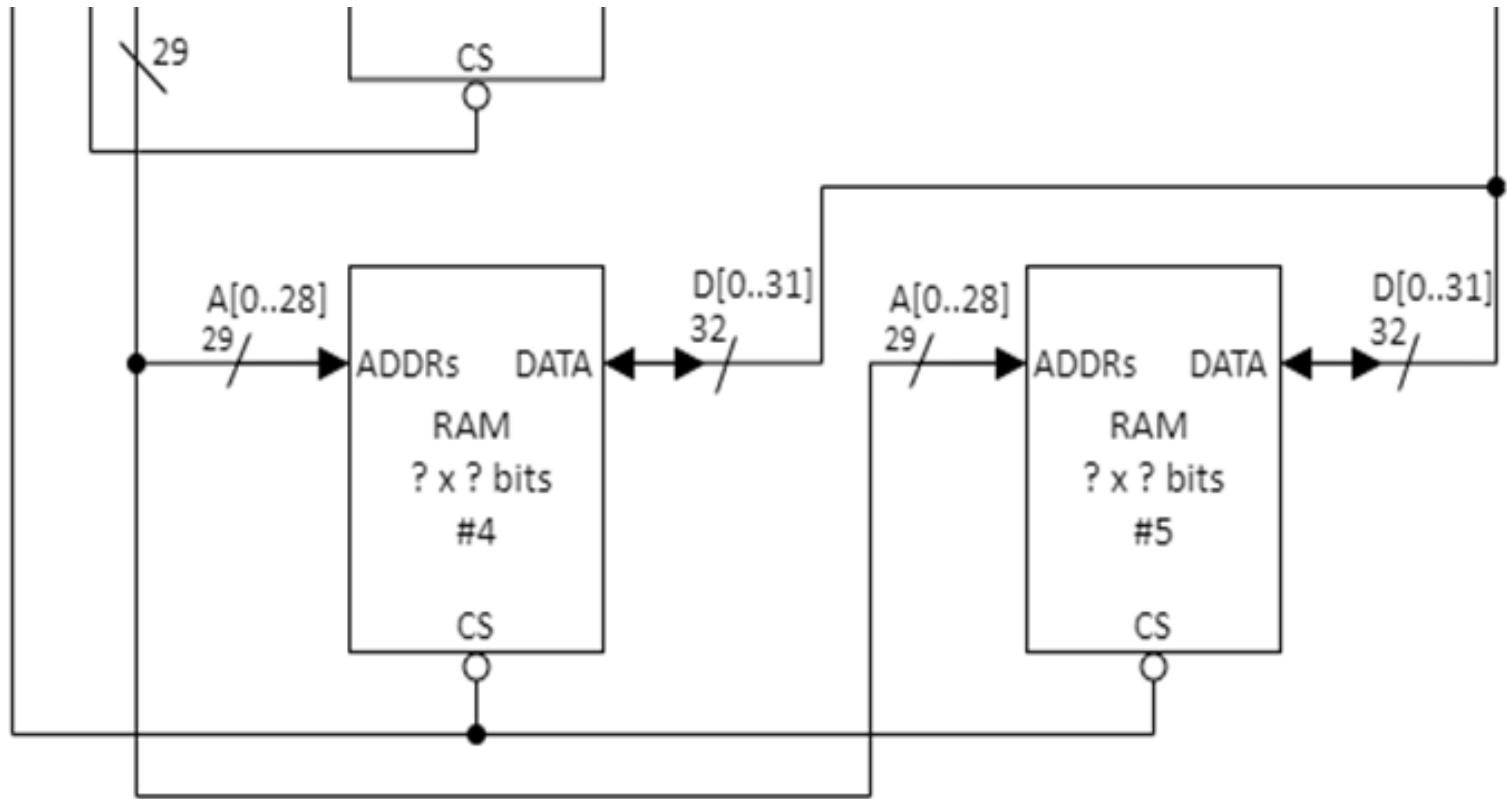 29
CS
A[0..28]
29
ADDRs
DATA
RAM
? x ? bits
#4
CS
D[0..31]
32
A[0..28]
29
ADDRs
DATA
RAM
? x ? bits
#5
CS
D[0..31]
32